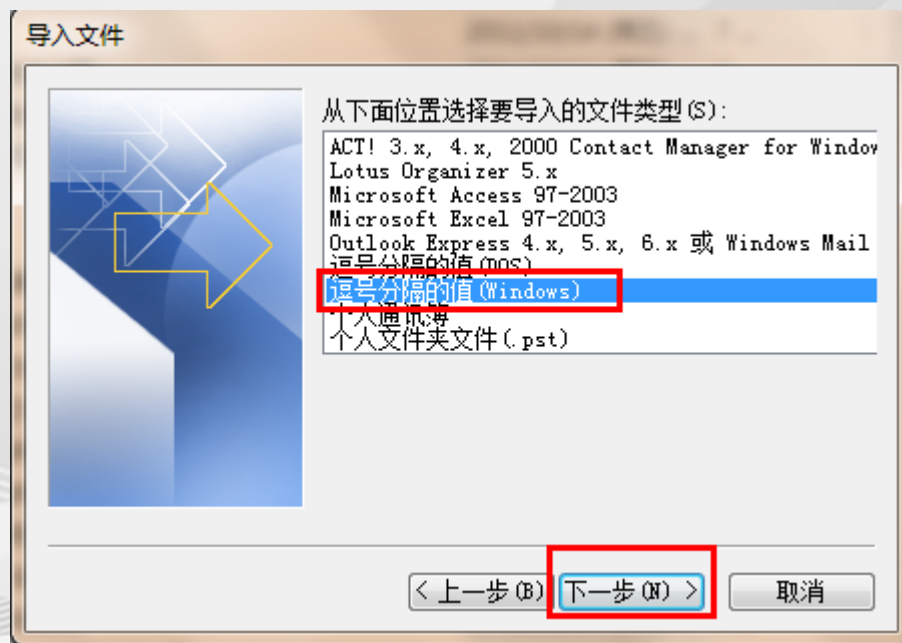 导入文件
从下面位置选择要导入的文件类型(S):
ACT! 3.x, 4.x, 2000 Contact Manager for Window
Lotus Organizer 5.x
Microsoft Access 97-2003
Microsoft Excel 97-2003
Outlook Express 4.x, 5.x, 6.x 或 Windows Mail
逗号分隔的值(DOS)
逗号分隔的值(Windows)
个人通讯簿
个人文件夹文件(.pst)
< 上一步(B) 下一步(N) > 取消